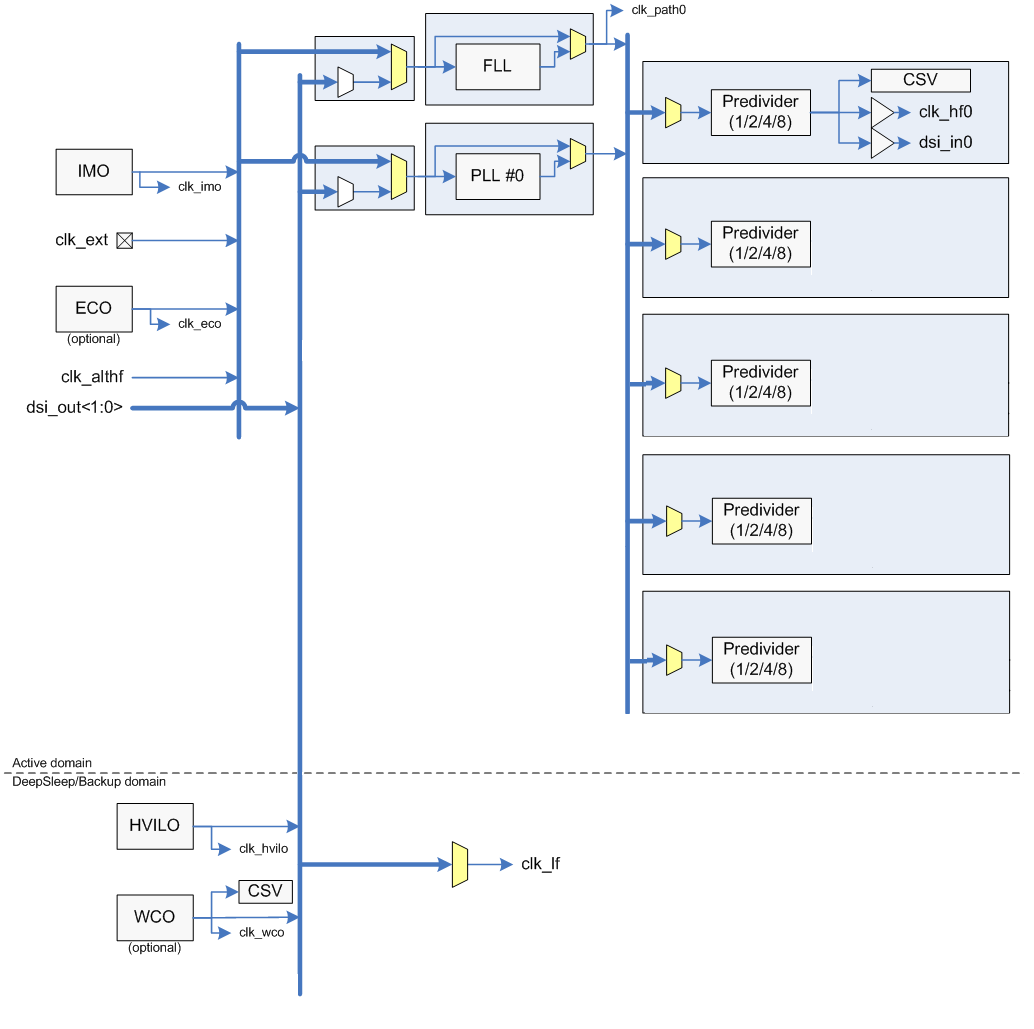 clk_path0
FLL
CSV
Predivider
(1/2/4/8)
clk_hf0
dsi_in0
IMO
clk_imo
PLL #0
clk_ext
Predivider
(1/2/4/8)
ECO
(optional)
clk_eco
clk_althf
dsi_out<1:0>
Predivider
(1/2/4/8)
Predivider
(1/2/4/8)
Predivider
(1/2/4/8)
Active domain
DeepSleep/Backup domain
HVILO
clk_hvilo
clk_lf
CSV
WCO
(optional)
clk_wco